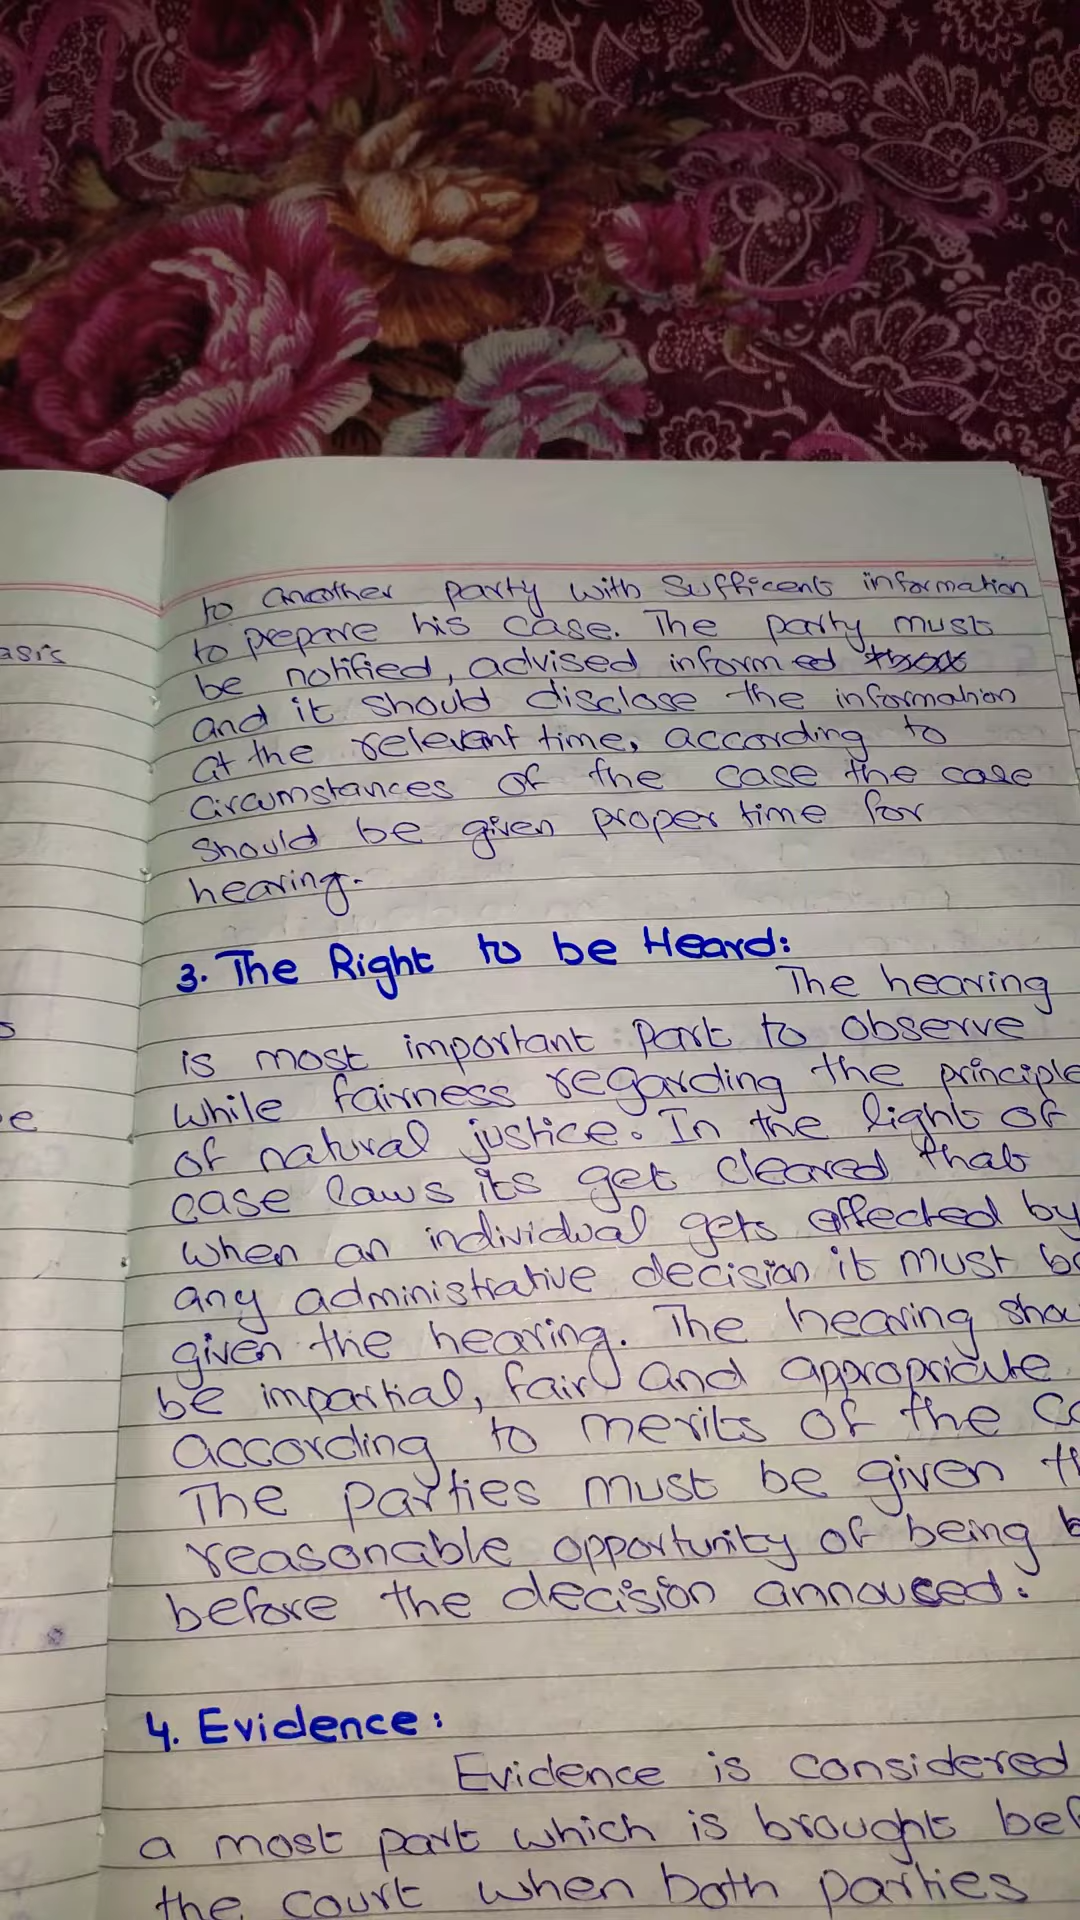 asis
s
e
to another party with Sufficent information
to prepare his case. The party must
be notified, advised informed
and it should disclose the information
at the relevant time, according to
Circumstances of the case the case
should be given proper time for
hearing.
3. The Right to be Heard:
The hearing
is most important part to observe
while fairness regarding the principle
of natural justice. In the light of
case laws its get cleared that
when an individual gets affected by
any administrative decision it must b
given the hearing. The hearing shou
be impartial, fair and appropriate
according to merits of the Ca
The parties must be given th
reasonable opportunity of being
before the decision annouced.
4. Evidence:
Evidence is considered
a most part which is brought bef
the court when both parties